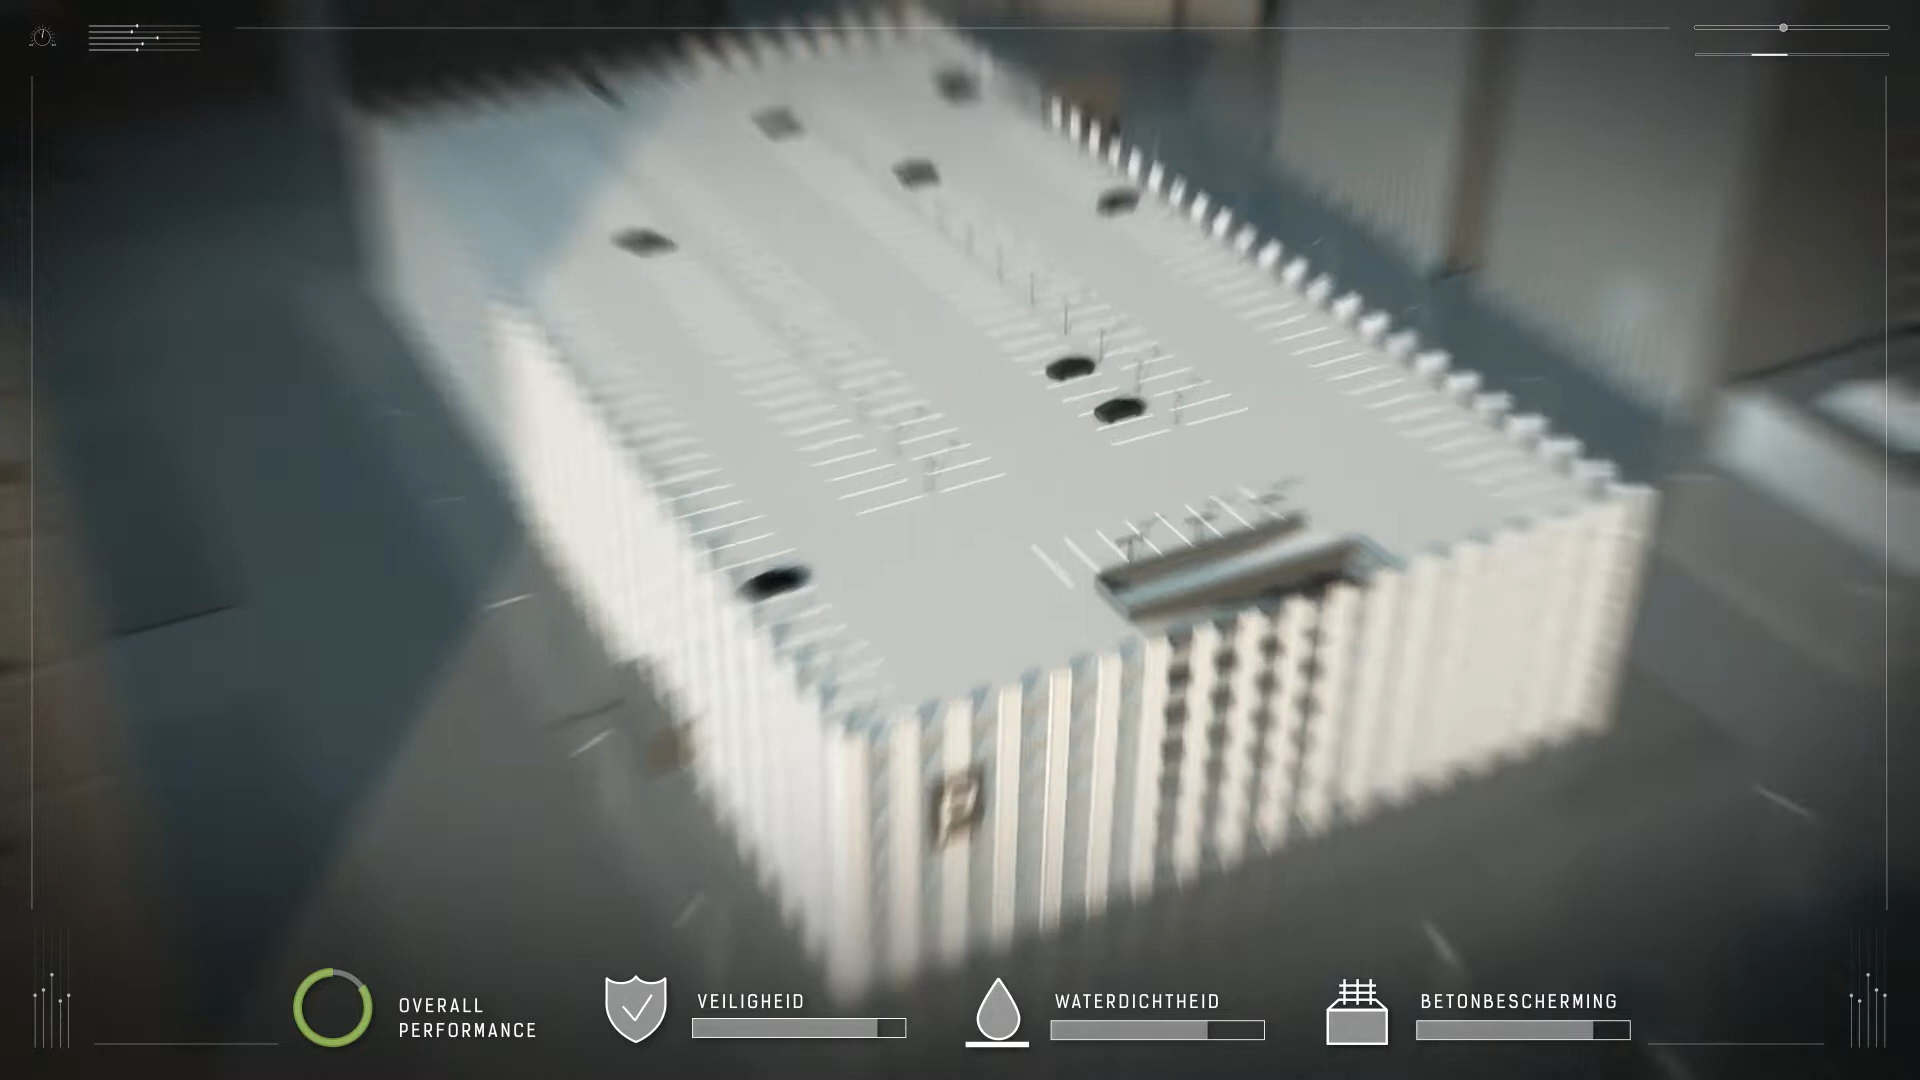 OVERALL
PERFORMANCE
VEILIGHEID
WATERDICHTHEID
BETONBESCHERMING